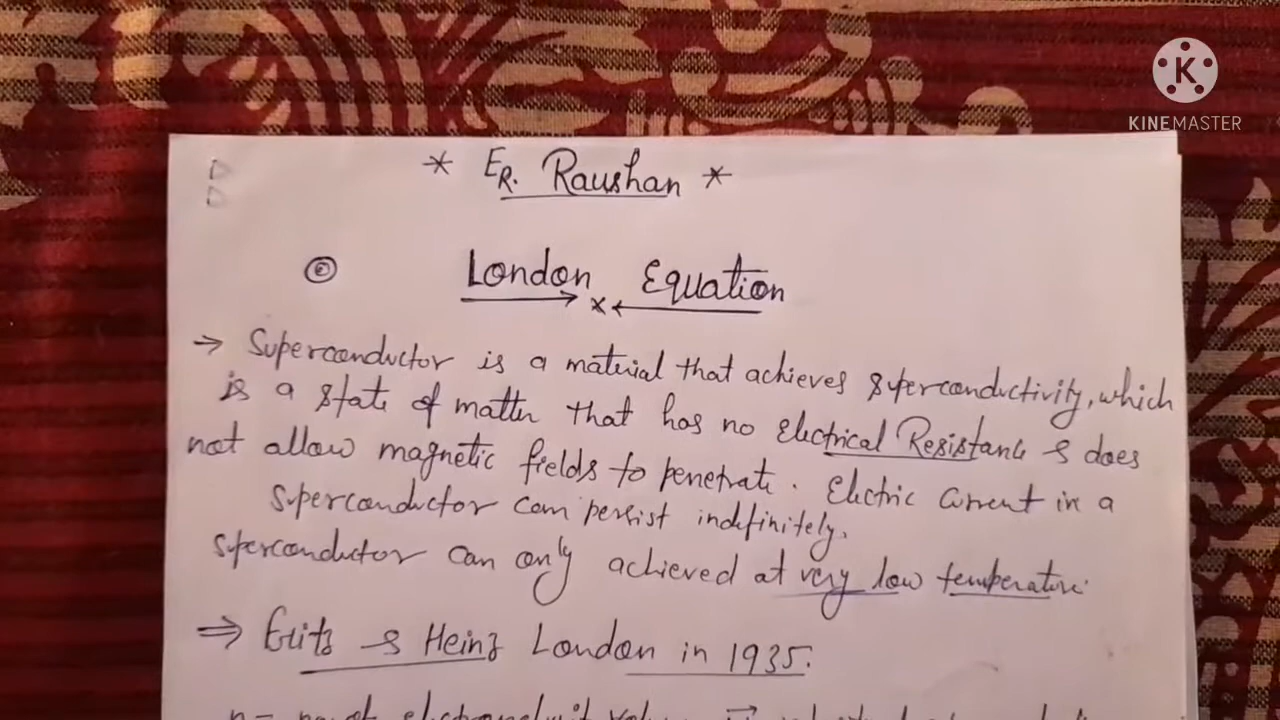 K
KINEMASTER
* ER. Raushan *
London Equation
→ Superconductor is a material that achieves superconductivity, which
is a state of matter that has no Electrical Resistance & does
not allow magnetic fields to penetrate. Electric current in a
superconductor can persist indefinitely.
superconductor can only achieved at very low temperature.
⇒ & Heinz London in 1935.